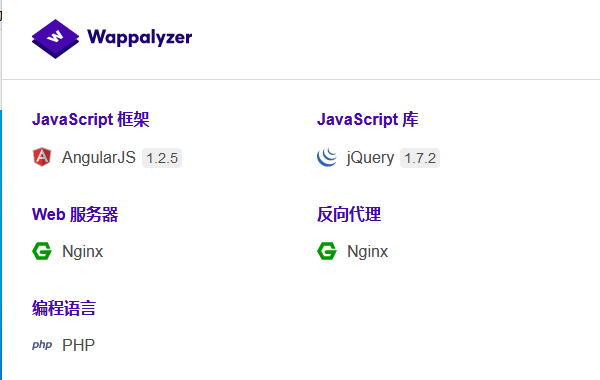 Wappalyzer
JavaScript 框架 JavaScript 库
AngularJS 1.2.5 jQuery 1.7.2
Web 服务器 反向代理
Nginx Nginx
编程语言
php PHP